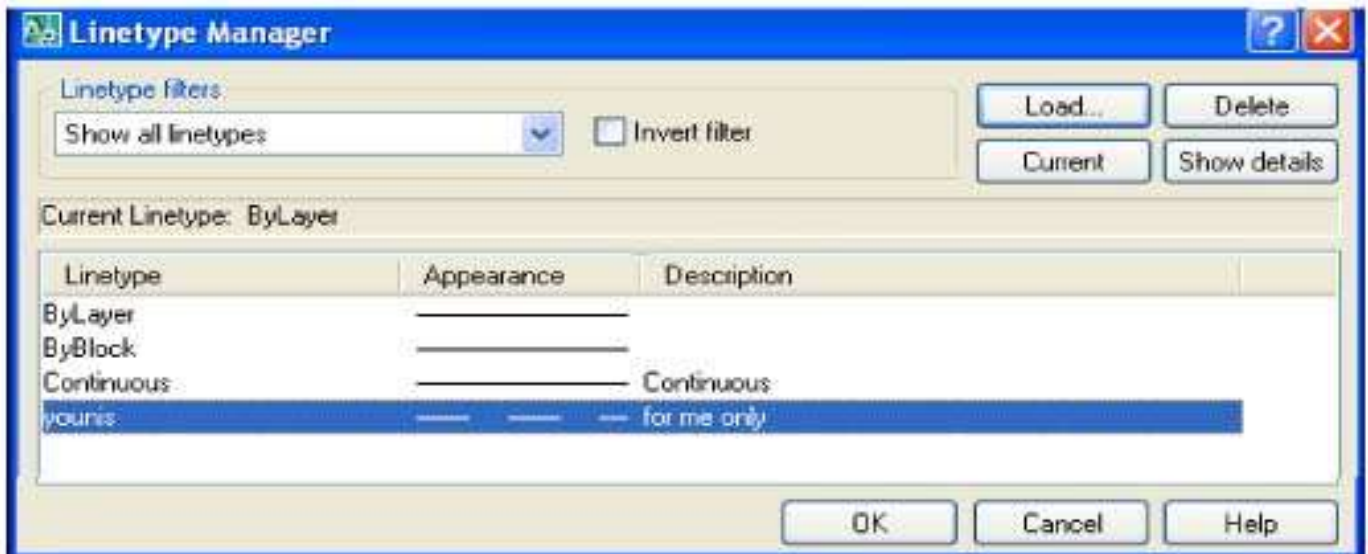 Linetype Manager
Linetype filters
Show all linetypes
Invert filter
Load...
Delete
Current
Show details
Current Linetype: ByLayer
Linetype Appearance Description
ByLayer
ByBlock
Continuous Continuous
younis for me only
OK Cancel Help